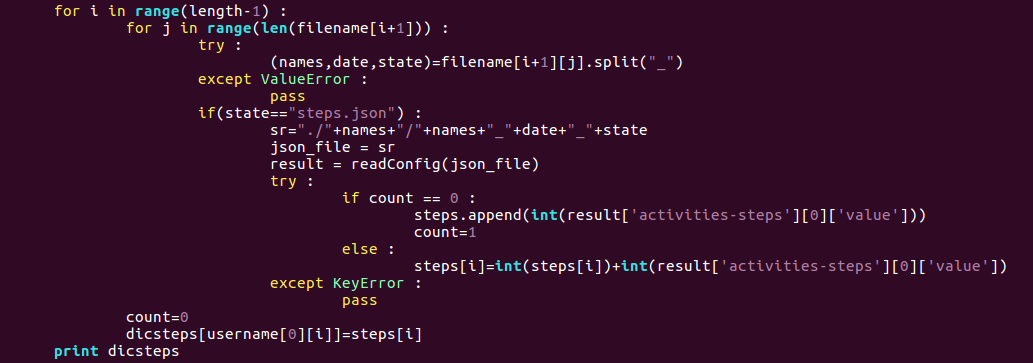 for i in range(length-1) :
for j in range(len(filename[i+1])) :
try :
(names,date,state)=filename[i+1][j].split("_")
except ValueError :
pass
if(state=="steps.json") :
sr="./"+names+"/"+names+"_"+date+"_"+state
json_file = sr
result = readConfig(json_file)
try :
if count == 0 :
steps.append(int(result['activities-steps'][0]['value']))
count=1
else :
steps[i]=int(steps[i])+int(result['activities-steps'][0]['value'])
except KeyError :
pass
count=0
dicsteps[username[0][i]]=steps[i]
print dicsteps